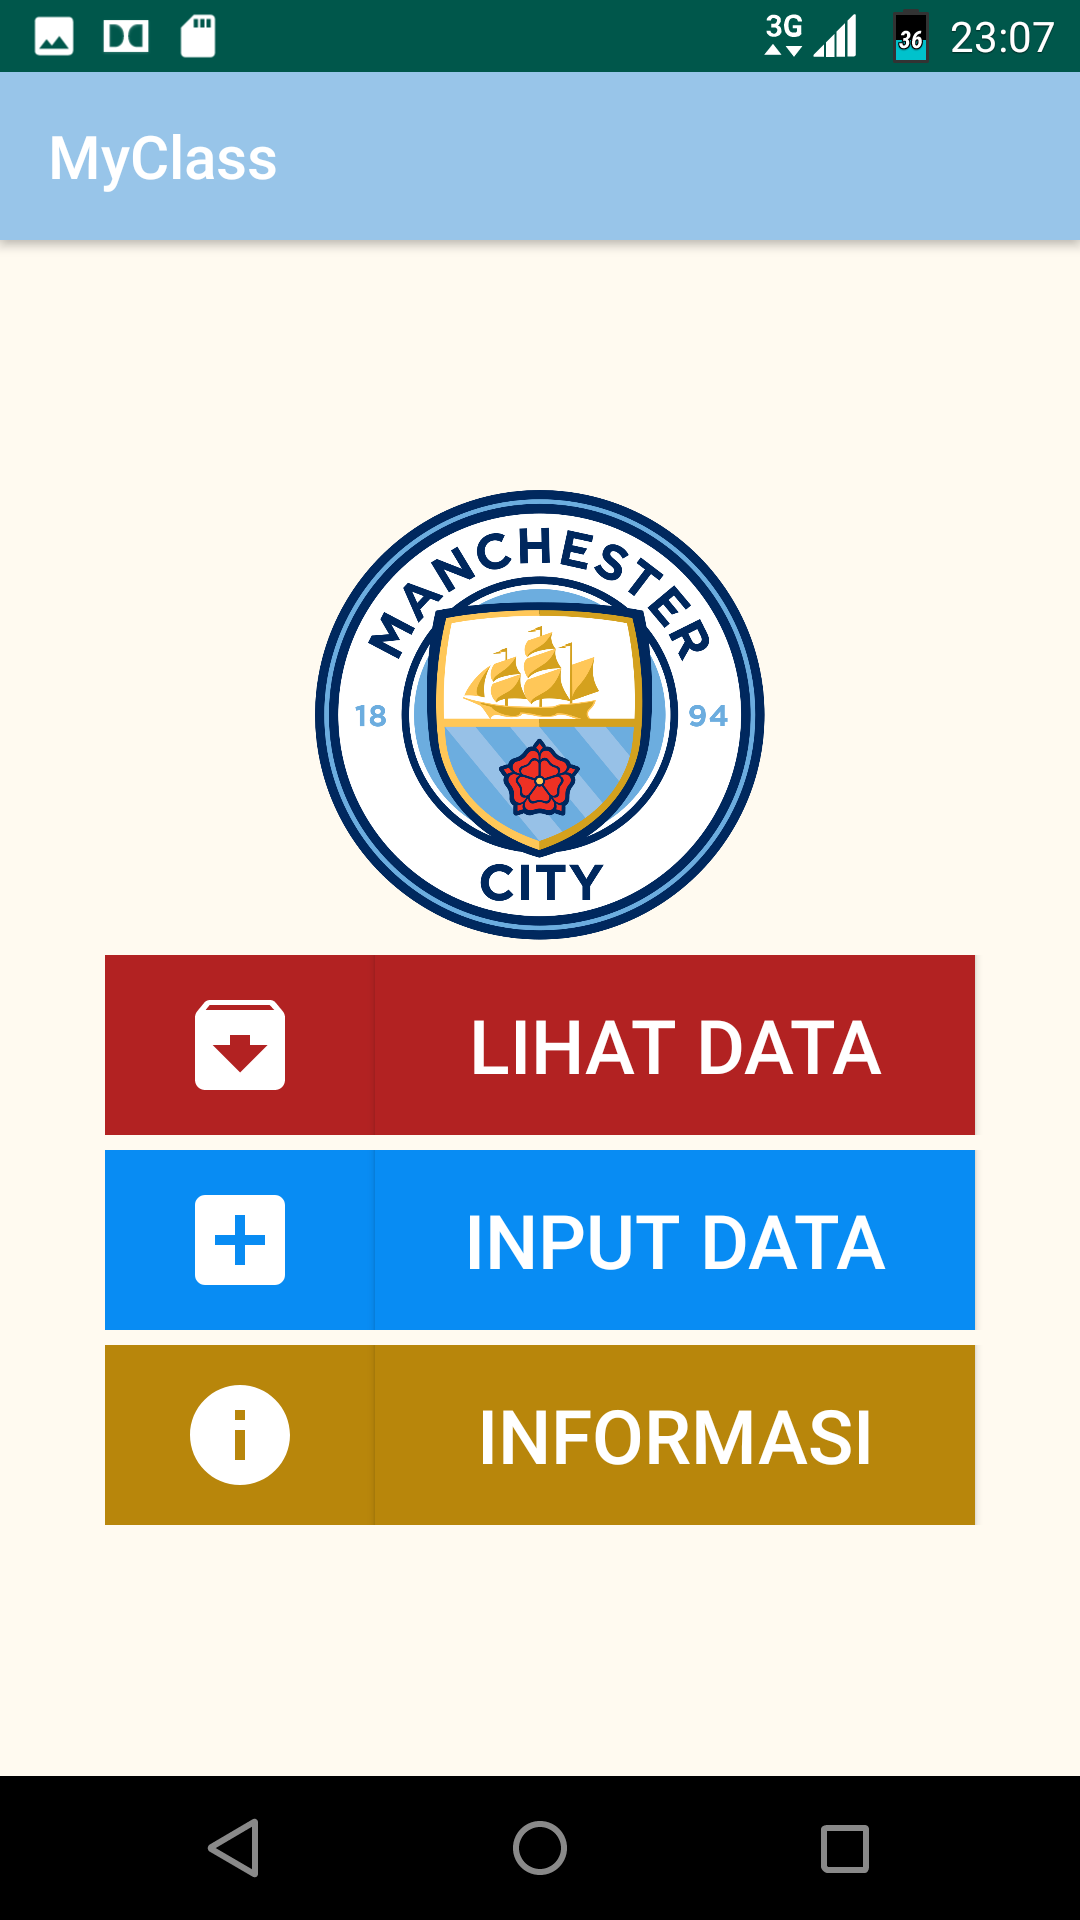 3G 36 23:07
MyClass
MANCHESTER
18 94
CITY
LIHAT DATA
INPUT DATA
INFORMASI